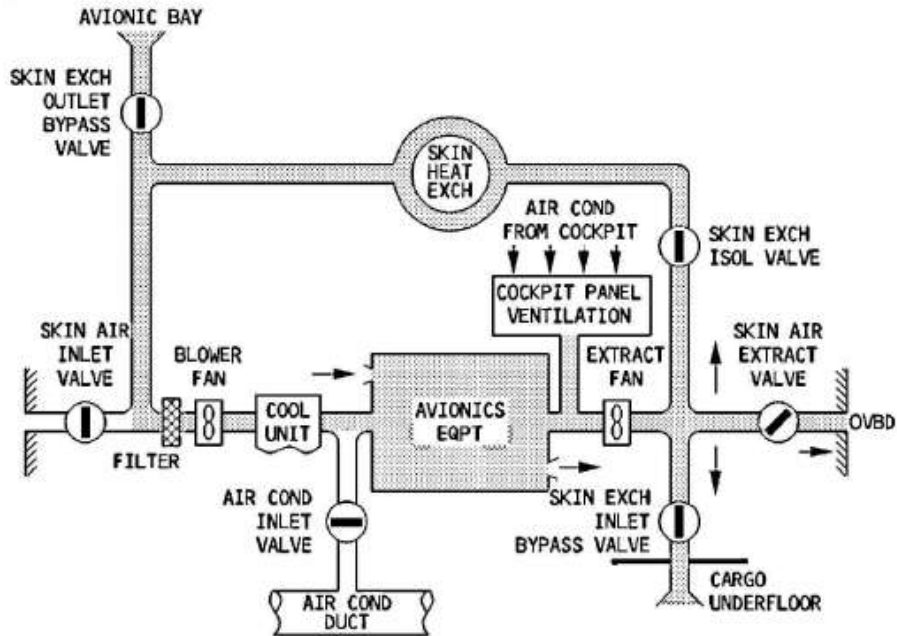 AVIONIC BAY
SKIN EXCH
OUTLET
BYPASS
VALVE
SKIN
HEAT
EXCH
AIR COND
FROM COCKPIT
SKIN EXCH
ISOL VALVE
COCKPIT PANEL
VENTILATION
SKIN AIR
INLET
VALVE
BLOWER
FAN
EXTRACT
FAN
SKIN AIR
EXTRACT
VALVE
COOL
UNIT
AVIONICS
EQPT
OVBD
FILTER
AIR COND
INLET
VALVE
SKIN EXCH
INLET
BYPASS VALVE
CARGO
UNDERFLOOR
AIR COND
DUCT